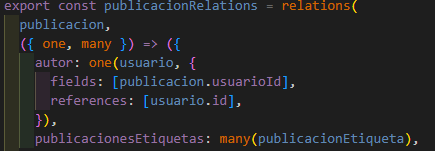 export const publicacionRelations = relations(
  publicacion,
  ({ one, many }) => ({
    autor: one(usuario, {
      fields: [publicacion.usuarioId],
      references: [usuario.id],
    }),
    publicacionesEtiquetas: many(publicacionEtiqueta),